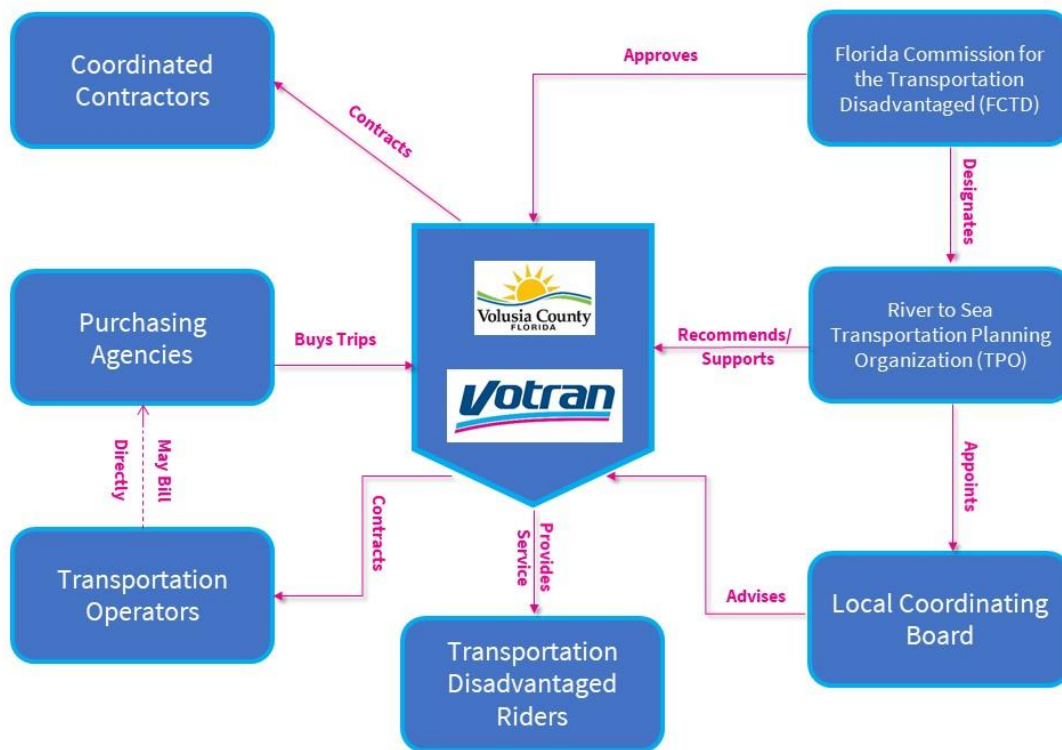 Coordinated
Contractors
Approves
Florida Commission for
the Transportation
Disadvantaged (FCTD)
Contracts
Designates
Volusia County
FLORIDA
Votran
Purchasing
Agencies
Buys Trips
Recommends/
Supports
River to Sea
Transportation Planning
Organization (TPO)
May Bill
Directly
Contracts
Provides
Service
Appoints
Transportation
Operators
Advises
Local Coordinating
Board
Transportation
Disadvantaged
Riders